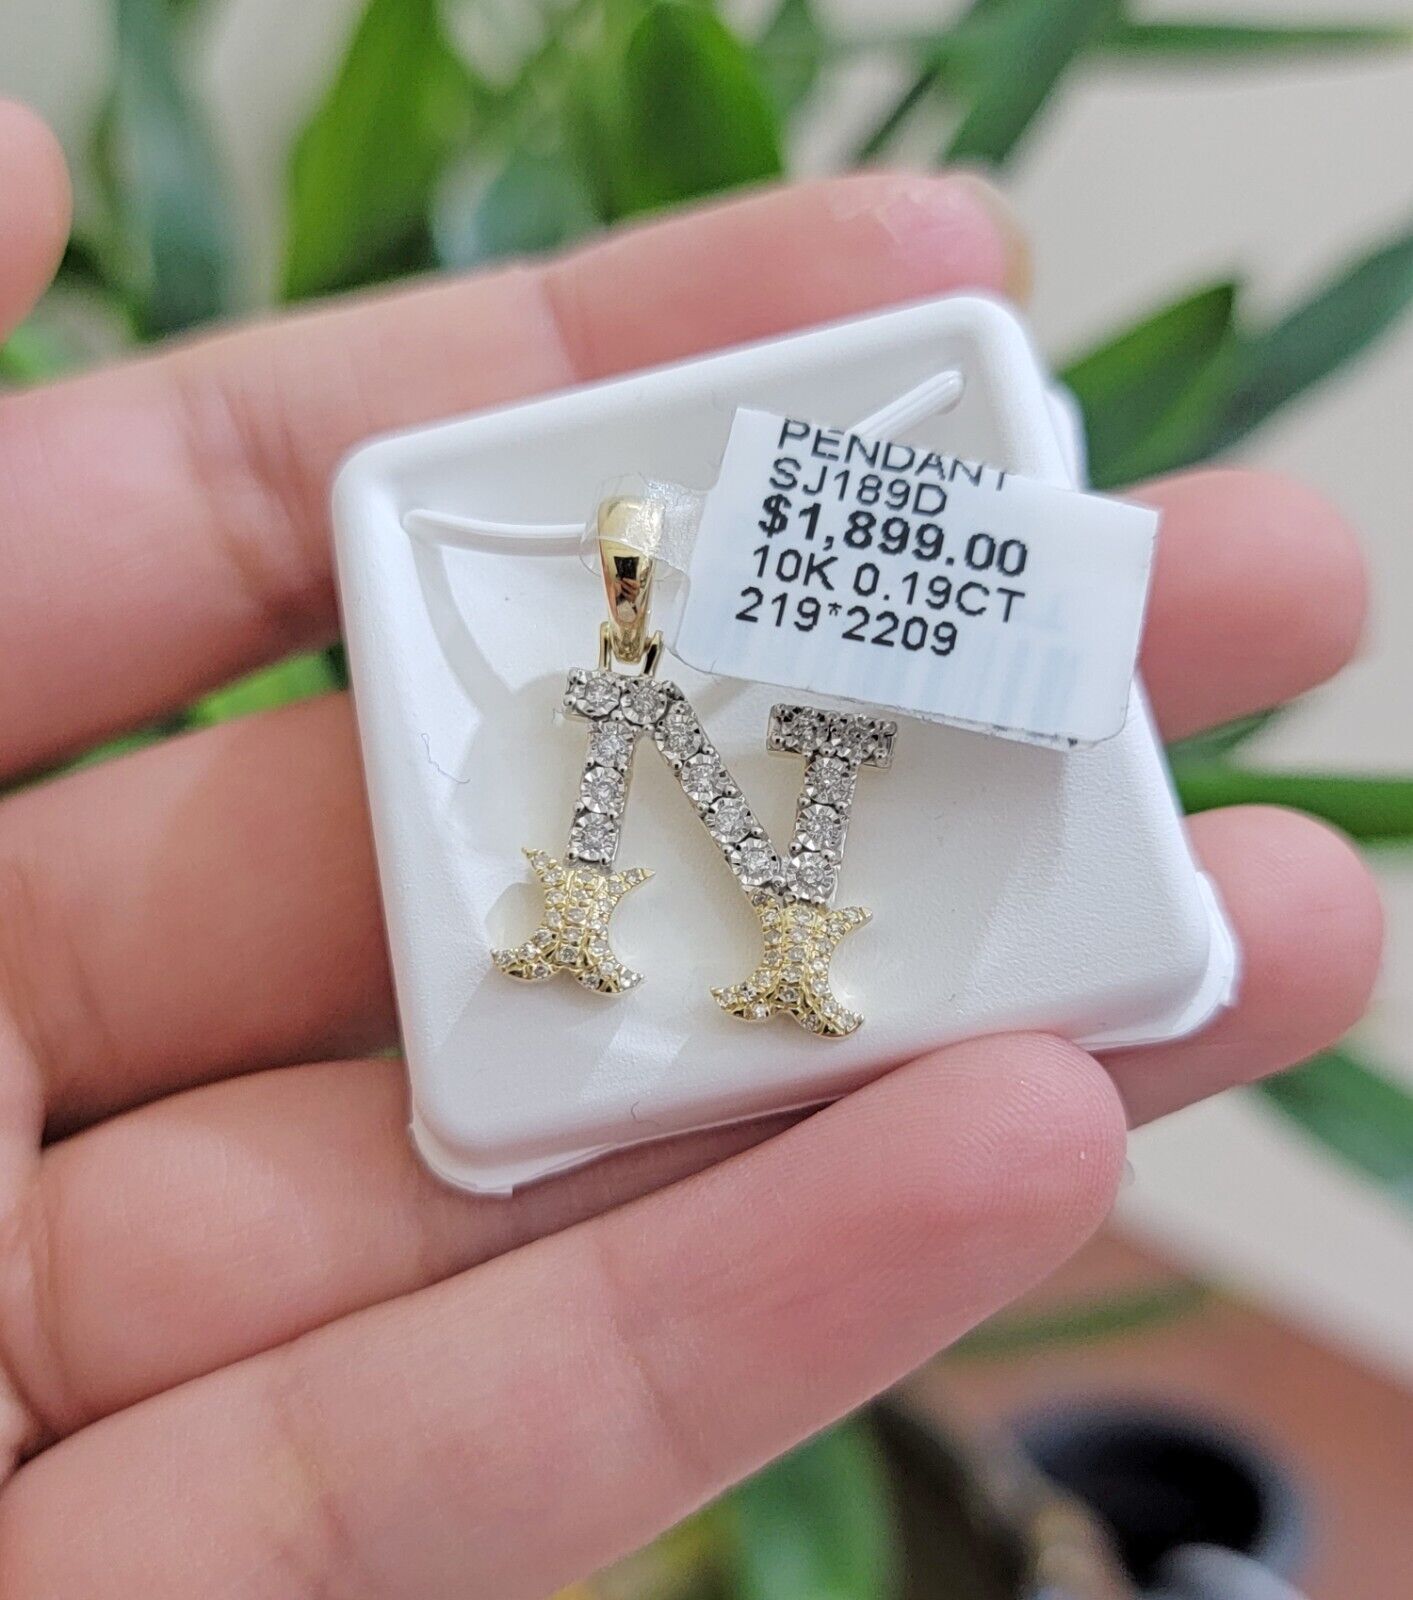 PENDANT
SJ189D
$1,899.00
10K 0.19CT
219*2209
N